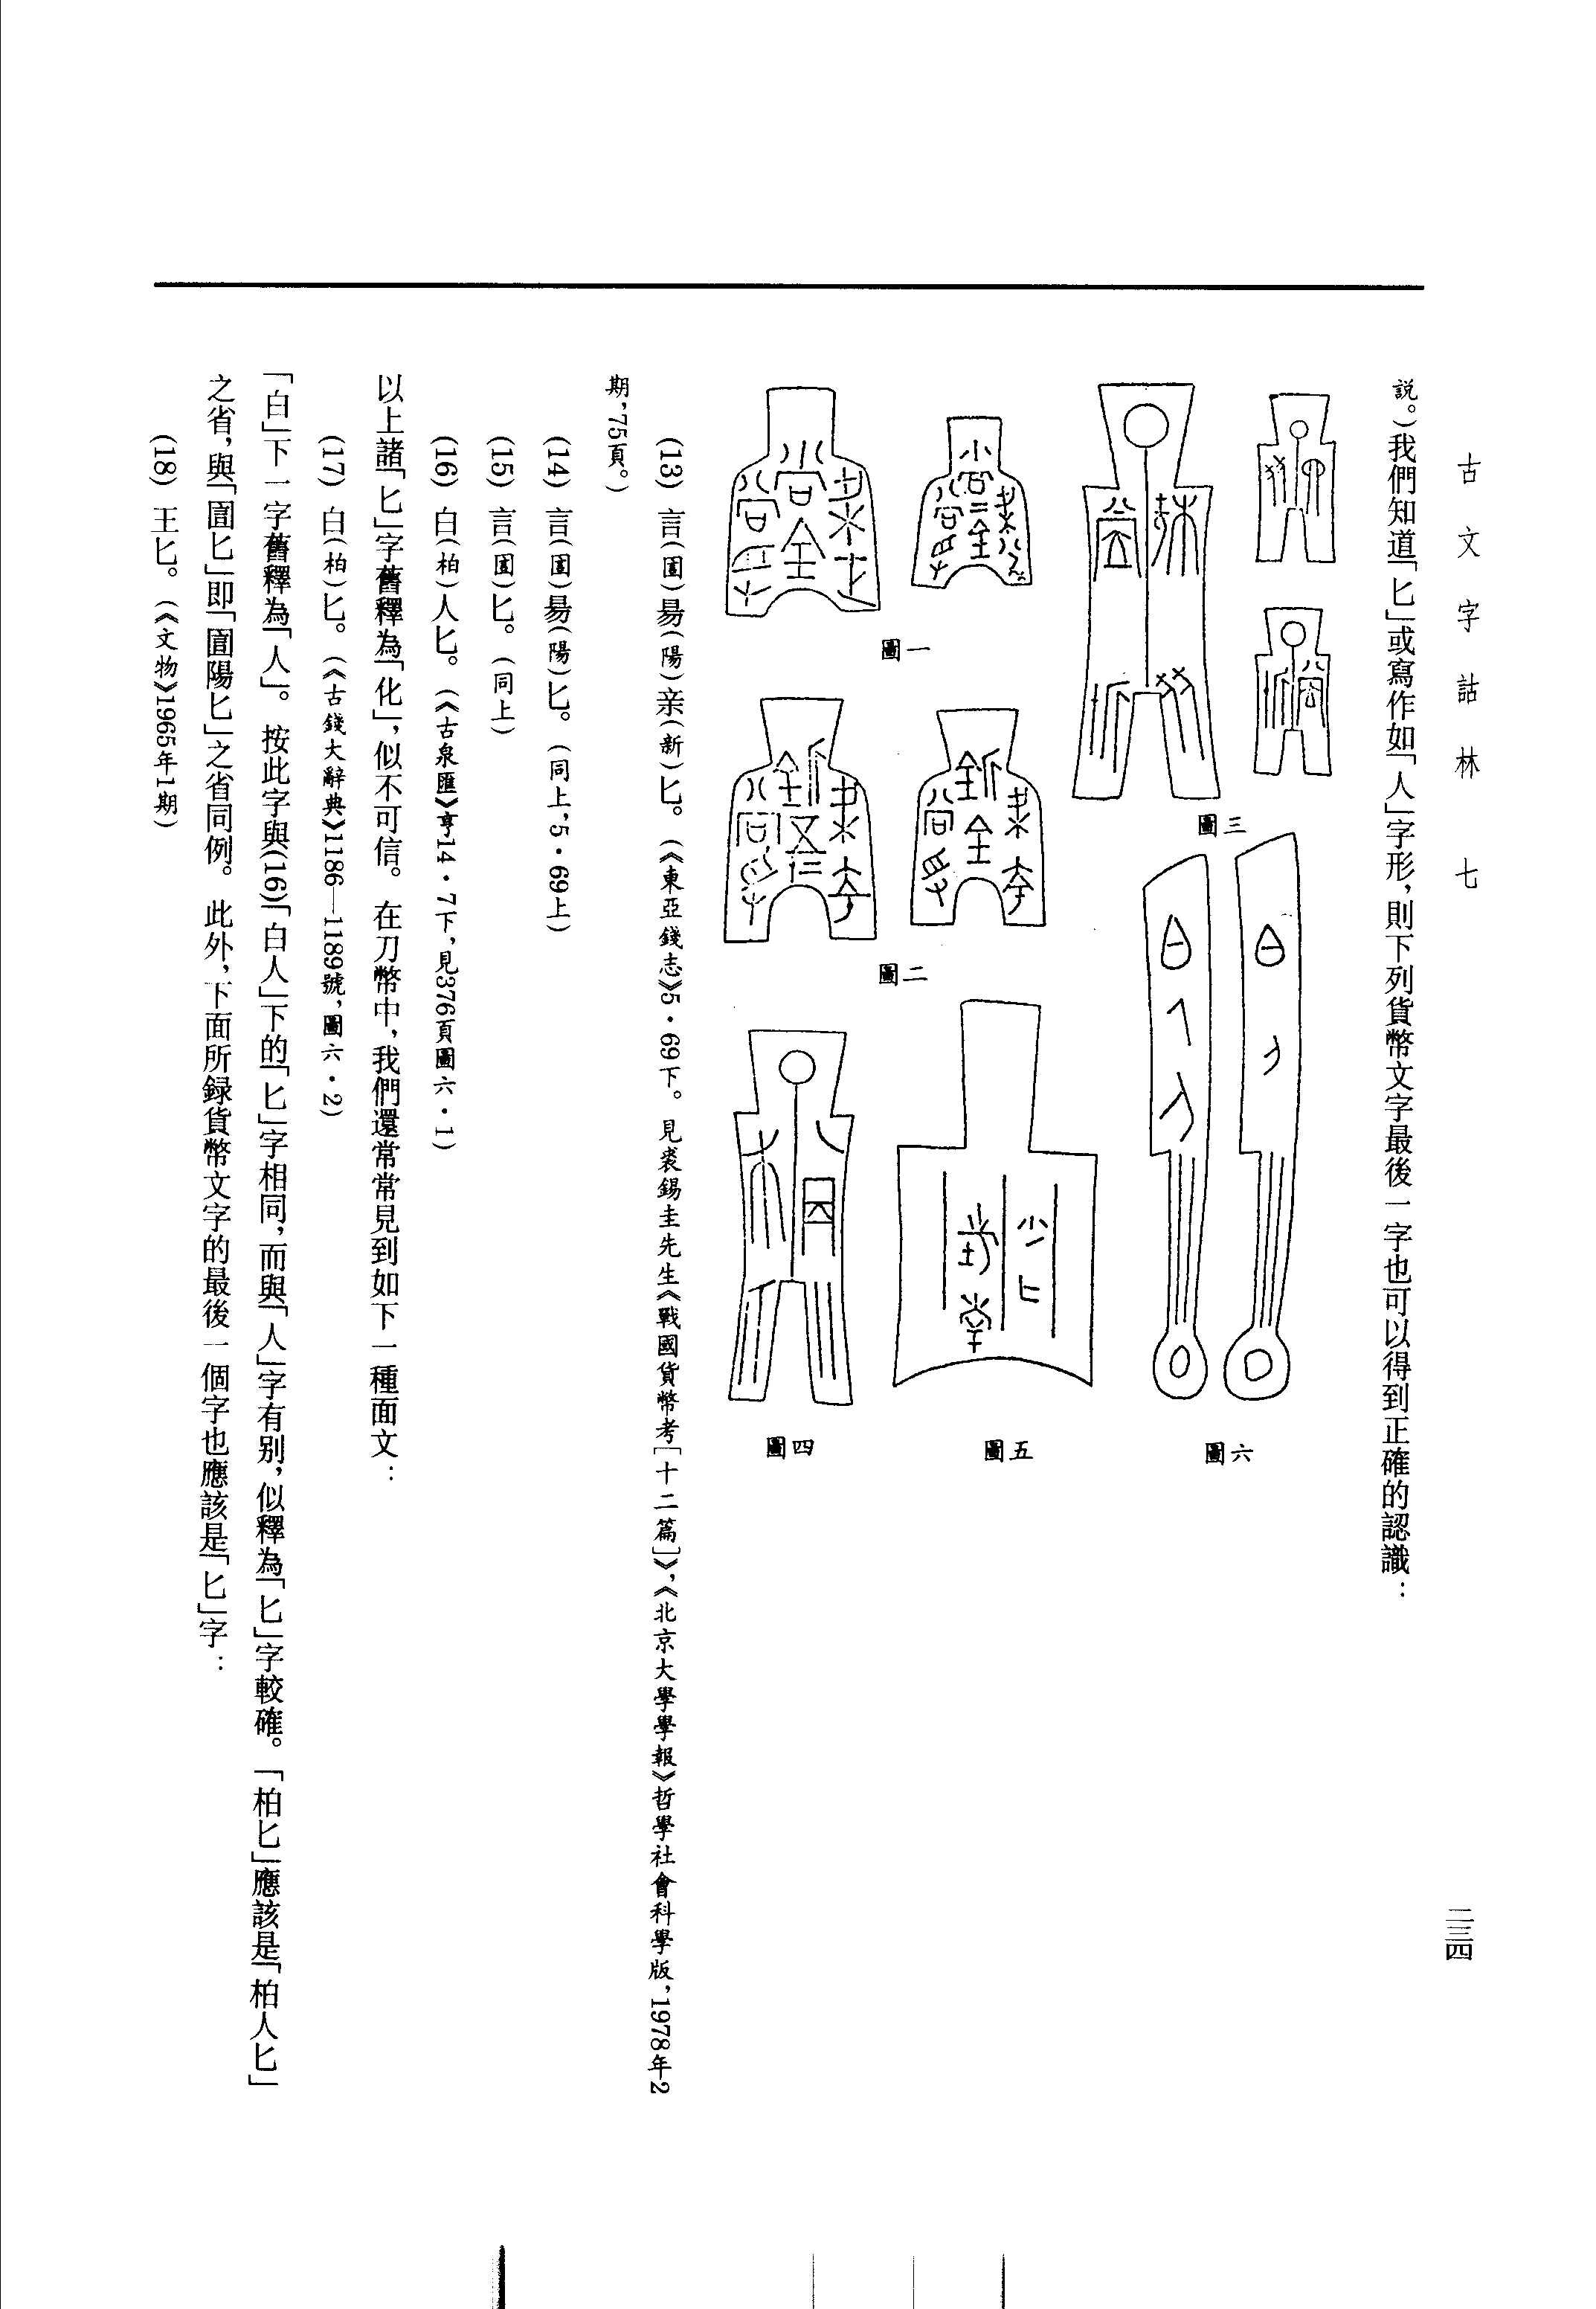 古文字詁林 七
二三四
説。)我們知道「匕」或寫作如「人」字形，則下列貨幣文字最後一字也可以得到正確的認識：
圖一
圖二
圖三
圖四
圖五
圖六
(13) 言(圁)昜(陽)亲(新)匕。(《東亞錢志》5·69下。見裘錫圭先生《戰國貨幣考[十二篇]》，《北京大學學報》哲學社會科學版，1978年2
期，75頁。)
(14) 言(圁)昜(陽)匕。(同上，5·69上)
(15) 言(圁)匕。(同上)
(16) 白(柏)人匕。(《古泉匯》亨14·7下，見376頁圖六·1)
以上諸「匕」字舊釋為「化」，似不可信。在刀幣中，我們還常常見到如下一種面文：
(17) 白(柏)匕。(《古錢大辭典》1186—1189號，圖六·2)
「白」下一字舊釋為「人」。按此字與(16)「白人」下的「匕」字相同，而與「人」字有别，似釋為「匕」字較確。「柏匕」應該是「柏人匕」
之省，與「圁匕」即「圁陽匕」之省同例。此外，下面所録貨幣文字的最後一個字也應該是「匕」字：
(18) 王匕。(《文物》1965年1期)